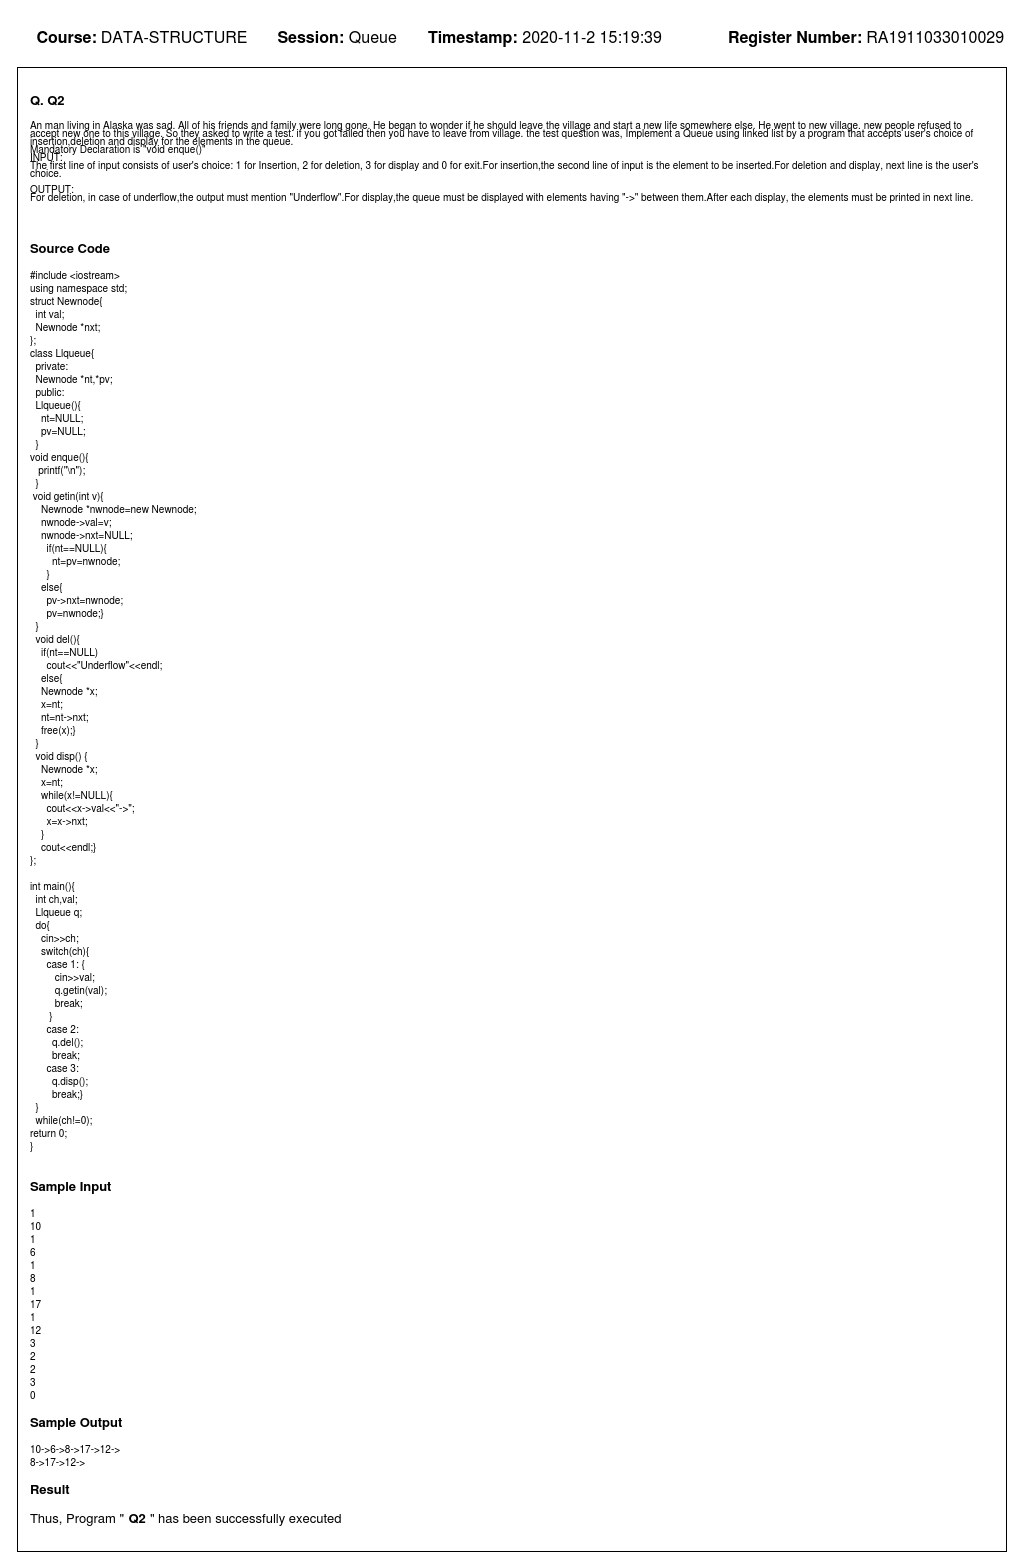 Course: DATA-STRUCTURE Session: Queue Timestamp: 2020-11-2 15:19:39 Register Number: RA1911033010029
Q. Q2
An man living in Alaska was sad. All of his friends and family were long gone. He began to wonder if he should leave the village and start a new life somewhere else. He went to new village. new people refused to
accept new one to this village. So they asked to write a test. if you got failed then you have to leave from village. the test question was, Implement a Queue using linked list by a program that accepts user's choice of
insertion,deletion and display for the elements in the queue.
Mandatory Declaration is "void enque()"
INPUT:
The first line of input consists of user's choice: 1 for Insertion, 2 for deletion, 3 for display and 0 for exit.For insertion,the second line of input is the element to be inserted.For deletion and display, next line is the user's
choice.
OUTPUT:
For deletion, in case of underflow,the output must mention "Underflow".For display,the queue must be displayed with elements having "->" between them.After each display, the elements must be printed in next line.
Source Code
#include <iostream>
using namespace std;
struct Newnode{
int val;
Newnode *nxt;
};
class Llqueue{
private:
Newnode *nt,*pv;
public:
Llqueue(){
nt=NULL;
pv=NULL;
}
void enque(){
printf("\n");
}
void getin(int v){
Newnode *nwnode=new Newnode;
nwnode->val=v;
nwnode->nxt=NULL;
if(nt==NULL){
nt=pv=nwnode;
}
else{
pv->nxt=nwnode;
pv=nwnode;}
}
void del(){
if(nt==NULL)
cout<<"Underflow"<<endl;
else{
Newnode *x;
x=nt;
nt=nt->nxt;
free(x);}
}
void disp() {
Newnode *x;
x=nt;
while(x!=NULL){
cout<<x->val<<"->";
x=x->nxt;
}
cout<<endl;}
};
int main(){
int ch,val;
Llqueue q;
do{
cin>>ch;
switch(ch){
case 1: {
cin>>val;
q.getin(val);
break;
}
case 2:
q.del();
break;
case 3:
q.disp();
break;}
}
while(ch!=0);
return 0;
}
Sample Input
1
10
1
6
1
8
1
17
1
12
3
2
2
3
0
Sample Output
10->6->8->17->12->
8->17->12->
Result
Thus, Program " Q2 " has been successfully executed